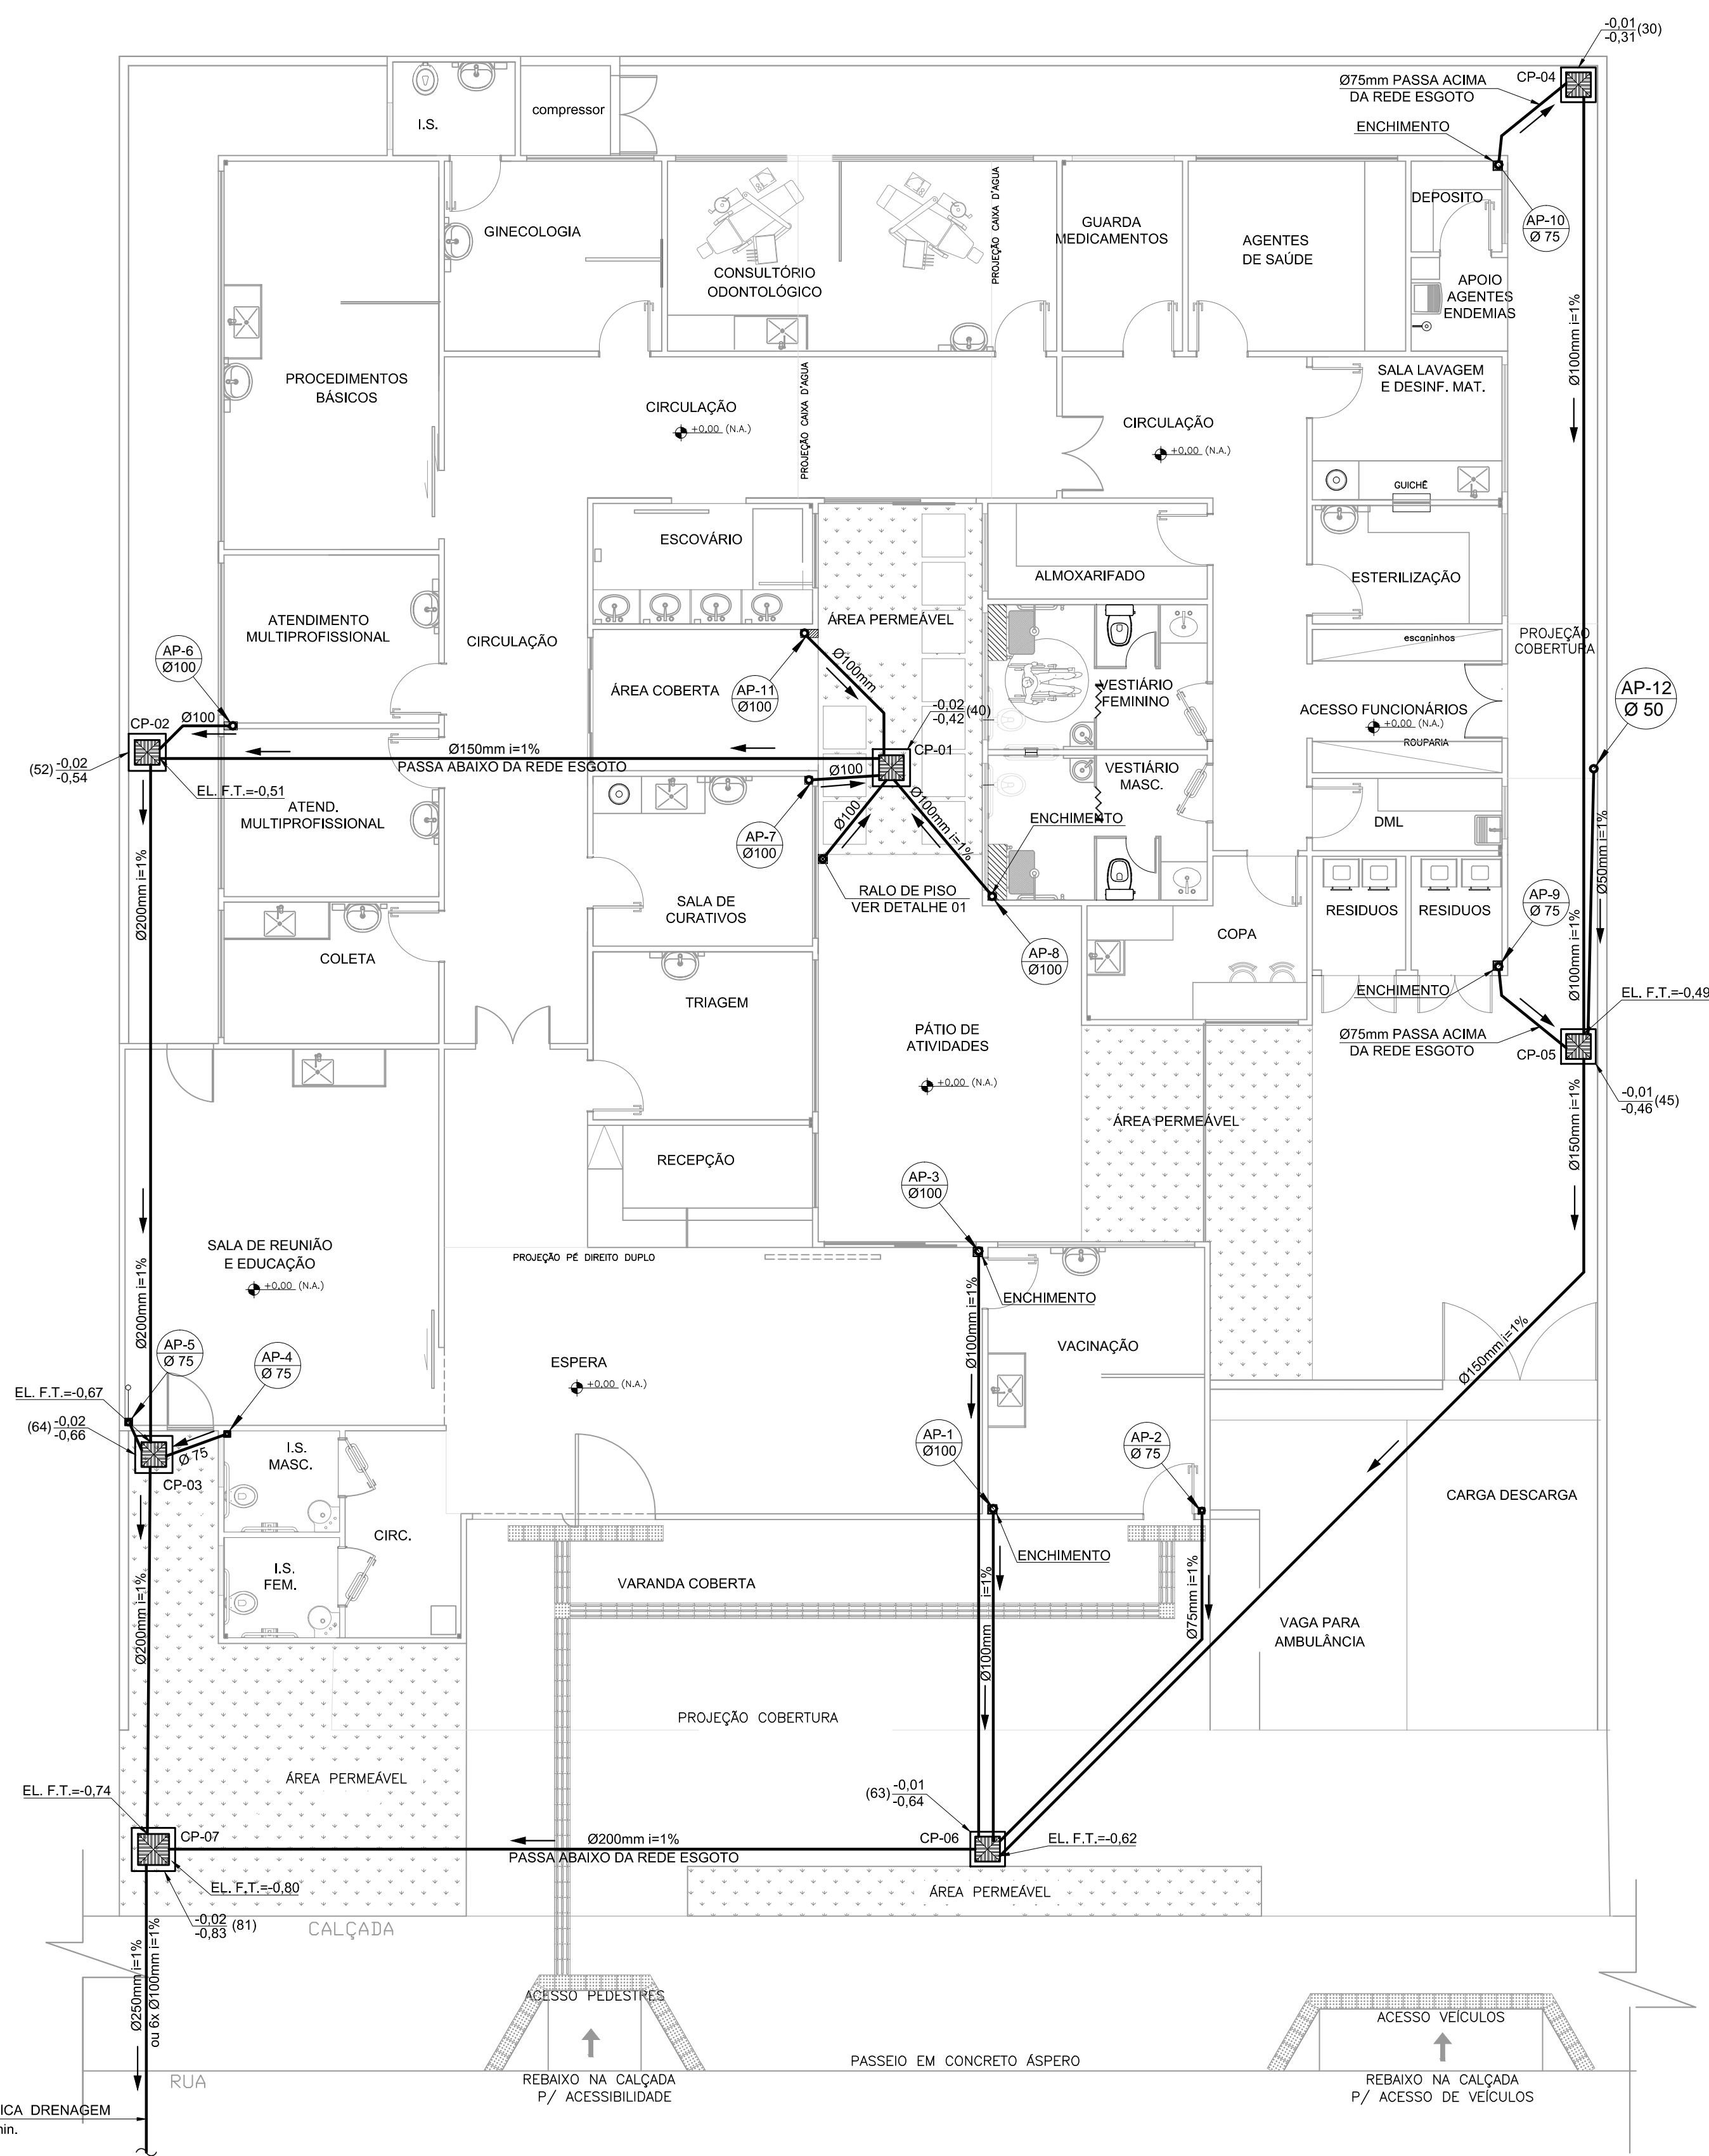 -0,01
-0,31
(30)
Ø75mm PASSA ACIMA
DA REDE ESGOTO
CP-04
ENCHIMENTO
I.S.
compressor
DEPOSITO
AP-10
Ø 75
GINECOLOGIA
CONSULTÓRIO
ODONTOLÓGICO
PROJEÇÃO CAIXA D'AGUA
GUARDA
MEDICAMENTOS
AGENTES
DE SAÚDE
APOIO
AGENTES
ENDEMIAS
Ø100mm i=1%
PROCEDIMENTOS
BÁSICOS
PROJEÇÃO CAIXA D'AGUA
SALA LAVAGEM
E DESINF. MAT.
CIRCULAÇÃO
+0,00 (N.A.)
CIRCULAÇÃO
+0,00 (N.A.)
GUICHÊ
ESCOVÁRIO
ALMOXARIFADO
ESTERILIZAÇÃO
ATENDIMENTO
MULTIPROFISSIONAL
CIRCULAÇÃO
ÁREA PERMEÁVEL
escaninhos
PROJEÇÃO
COBERTURA
AP-6
Ø100
ÁREA COBERTA
AP-11
Ø100
Ø100mm
VESTIÁRIO
FEMININO
AP-12
Ø 50
ACESSO FUNCIONÁRIOS
+0,00 (N.A.)
ROUPARIA
CP-02
Ø100
-0,02
-0,42
(40)
CP-01
Ø150mm i=1%
PASSA ABAIXO DA REDE ESGOTO
(52)
-0,02
-0,54
EL. F.T.=-0,51
Ø100
VESTIÁRIO
MASC.
ATEND.
MULTIPROFISSIONAL
AP-7
Ø100
Ø100
Ø100mm i=1%
ENCHIMENTO
DML
Ø200mm i=1%
Ø50mm i=1%
SALA DE
CURATIVOS
RALO DE PISO
VER DETALHE 01
RESIDUOS
RESIDUOS
AP-9
Ø 75
COLETA
AP-8
Ø100
COPA
TRIAGEM
ENCHIMENTO
Ø100mm i=1%
EL. F.T.=-0,49
PÁTIO DE
ATIVIDADES
+0,00 (N.A.)
Ø75mm PASSA ACIMA
DA REDE ESGOTO
CP-05
-0,01
-0,46
(45)
ÁREA PERMEÁVEL
Ø150mm i=1%
RECEPÇÃO
AP-3
Ø100
SALA DE REUNIÃO
E EDUCAÇÃO
+0,00 (N.A.)
PROJEÇÃO PÉ DIREITO DUPLO
Ø200mm i=1%
ENCHIMENTO
Ø100mm i=1%
VACINAÇÃO
Ø150mm i=1%
AP-5
Ø 75
AP-4
Ø 75
ESPERA
+0,00 (N.A.)
EL. F.T.=-0,67
(64)
-0,02
-0,66
Ø 75
CP-03
I.S.
MASC.
AP-1
Ø100
AP-2
Ø 75
CARGA DESCARGA
CIRC.
I.S.
FEM.
ENCHIMENTO
VARANDA COBERTA
Ø200mm i=1%
Ø100mm i=1%
Ø75mm i=1%
VAGA PARA
AMBULÂNCIA
PROJEÇÃO COBERTURA
ÁREA PERMEÁVEL
EL. F.T.=-0,74
(63)
-0,01
-0,64
CP-07
Ø200mm i=1%
PASSA ABAIXO DA REDE ESGOTO
CP-06
EL. F.T.=-0,62
EL. F.T.=-0,80
ÁREA PERMEÁVEL
-0,02
-0,83
(81)
CALÇADA
Ø250mm i=1%
ou 6x Ø100mm i=1%
ACESSO PEDESTRES
ACESSO VEÍCULOS
PASSEIO EM CONCRETO ÁSPERO
RUA
REBAIXO NA CALÇADA
P/ ACESSIBILIDADE
REBAIXO NA CALÇADA
P/ ACESSO DE VEÍCULOS
ICA DRENAGEM